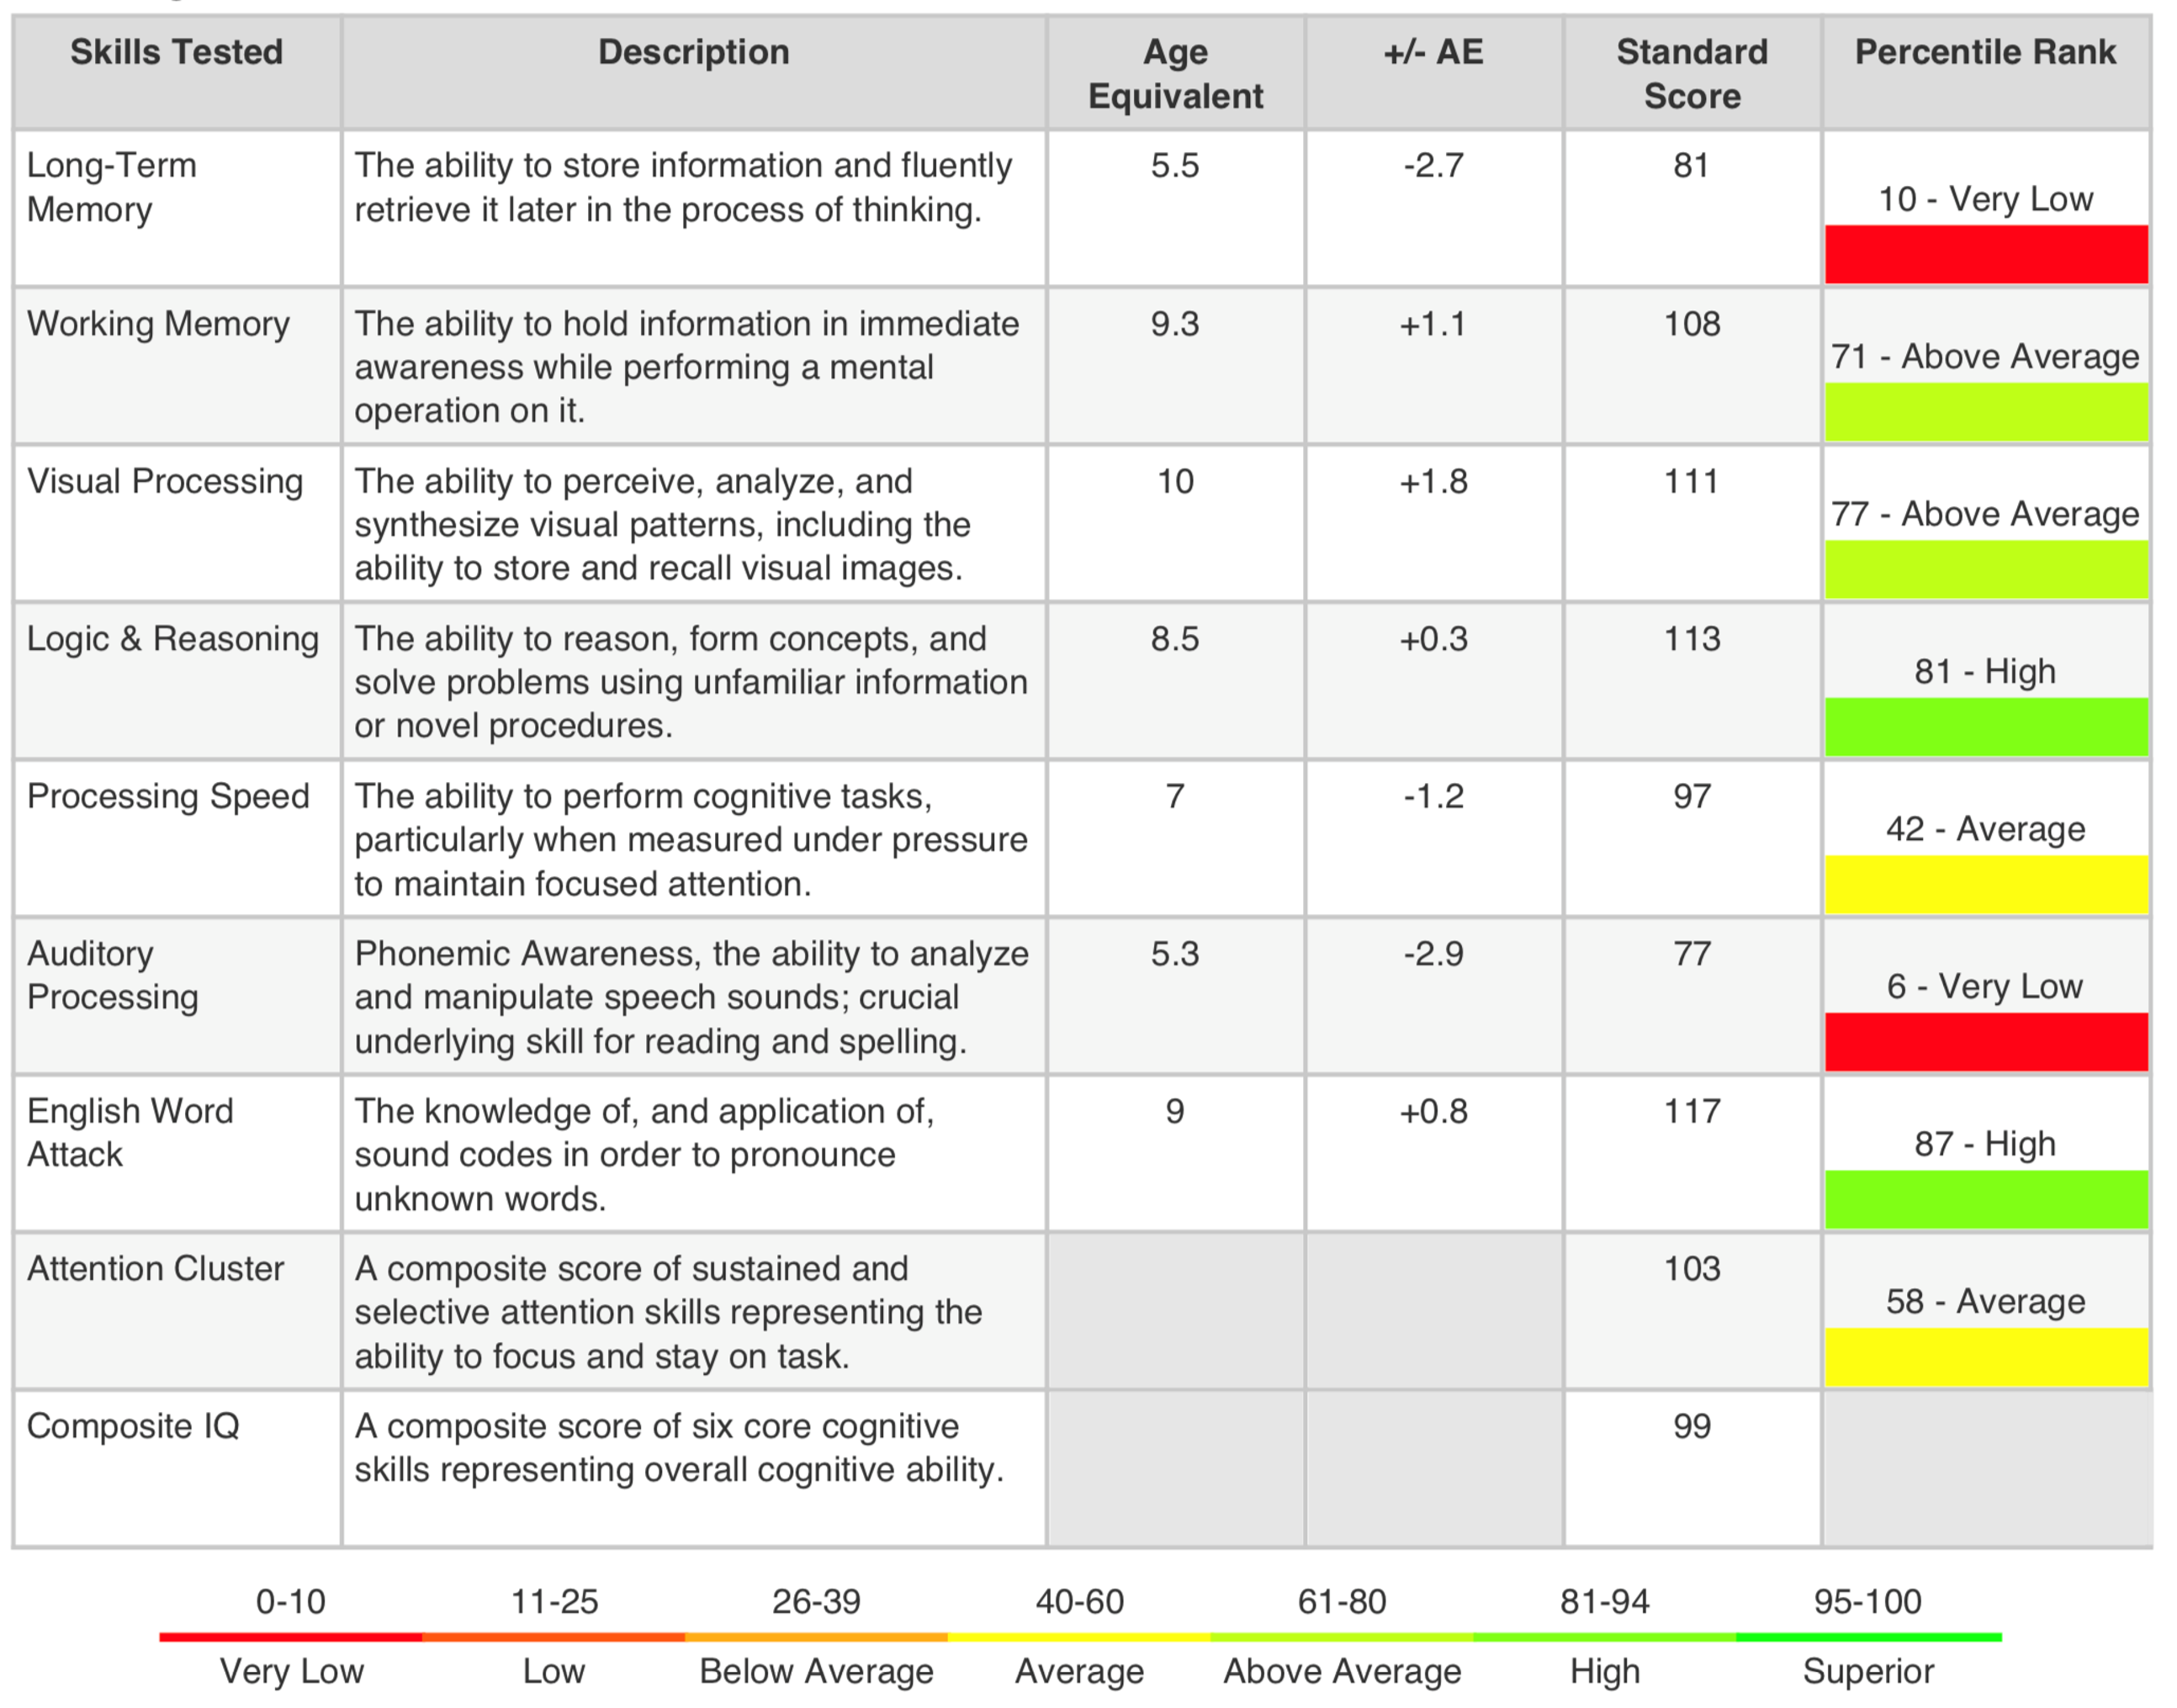 Skills Tested
Description
Age
Equivalent
+/- AE
Standard
Score
Percentile Rank
Long-Term
Memory
The ability to store information and fluently
retrieve it later in the process of thinking.
5.5
-2.7
81
10 - Very Low
Working Memory
The ability to hold information in immediate
awareness while performing a mental
operation on it.
9.3
+1.1
108
71 - Above Average
Visual Processing
The ability to perceive, analyze, and
synthesize visual patterns, including the
ability to store and recall visual images.
10
+1.8
111
77 - Above Average
Logic & Reasoning
The ability to reason, form concepts, and
solve problems using unfamiliar information
or novel procedures.
8.5
+0.3
113
81 - High
Processing Speed
The ability to perform cognitive tasks,
particularly when measured under pressure
to maintain focused attention.
7
-1.2
97
42 - Average
Auditory
Processing
Phonemic Awareness, the ability to analyze
and manipulate speech sounds; crucial
underlying skill for reading and spelling.
5.3
-2.9
77
6 - Very Low
English Word
Attack
The knowledge of, and application of,
sound codes in order to pronounce
unknown words.
9
+0.8
117
87 - High
Attention Cluster
A composite score of sustained and
selective attention skills representing the
ability to focus and stay on task.
103
58 - Average
Composite IQ
A composite score of six core cognitive
skills representing overall cognitive ability.
99
0-10 11-25 26-39 40-60 61-80 81-94 95-100
Very Low Low Below Average Average Above Average High Superior